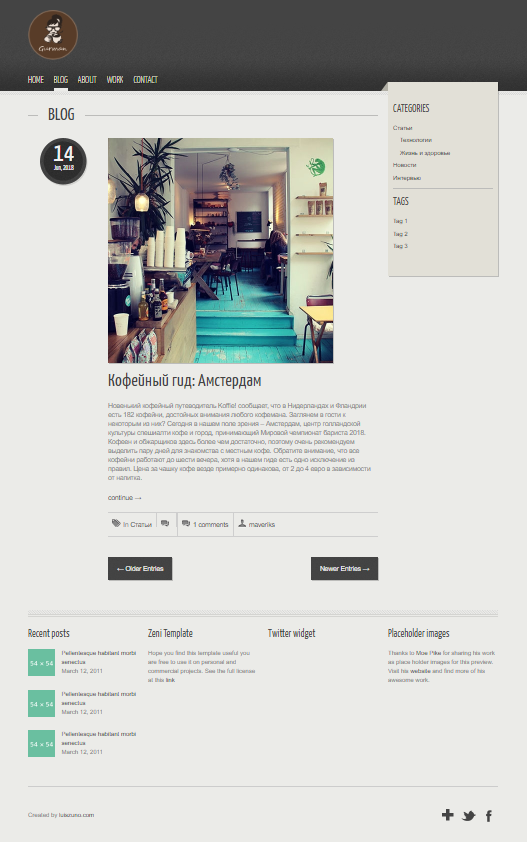 Gurman
HOME BLOG ABOUT WORK CONTACT
BLOG
14
Jun, 2018
Кофейный гид: Амстердам
Новенький кофейный путеводитель Koffie! сообщает, что в Нидерландах и Фландрии
есть 182 кофейни, достойных внимания любого кофемана. Заглянем в гости к
некоторым из них? Сегодня в нашем поле зрения – Амстердам, центр голландской
культуры спешиалти кофе и город, принимающий Мировой чемпионат бариста 2018.
Кофеен и обжарщиков здесь более чем достаточно, поэтому очень рекомендуем
выделить пару дней для знакомства с местным кофе. Обратите внимание, что все
кофейни работают до шести вечера, хотя в нашем гиде есть одно исключение из
правил. Цена за чашку кофе везде примерно одинакова, от 2 до 4 евро в зависимости
от напитка.
continue →
In Статьи
1 comments
maveriks
← Older Entries
Newer Entries →
CATEGORIES
Статьи
Технологии
Жизнь и здоровье
Новости
Интервью
TAGS
Tag 1
Tag 2
Tag 3
Recent posts
54 × 54
Pellentesque habitant morbi
senectus
March 12, 2011
54 × 54
Pellentesque habitant morbi
senectus
March 12, 2011
54 × 54
Pellentesque habitant morbi
senectus
March 12, 2011
Zeni Template
Hope you find this template useful you
are free to use it on personal and
commercial projects. See the full license
at this link
Twitter widget
Placeholder images
Thanks to Moe Pike for sharing his work
as place holder images for this preview.
Visit his website and find more of his
awesome work.
Created by luiszuno.com